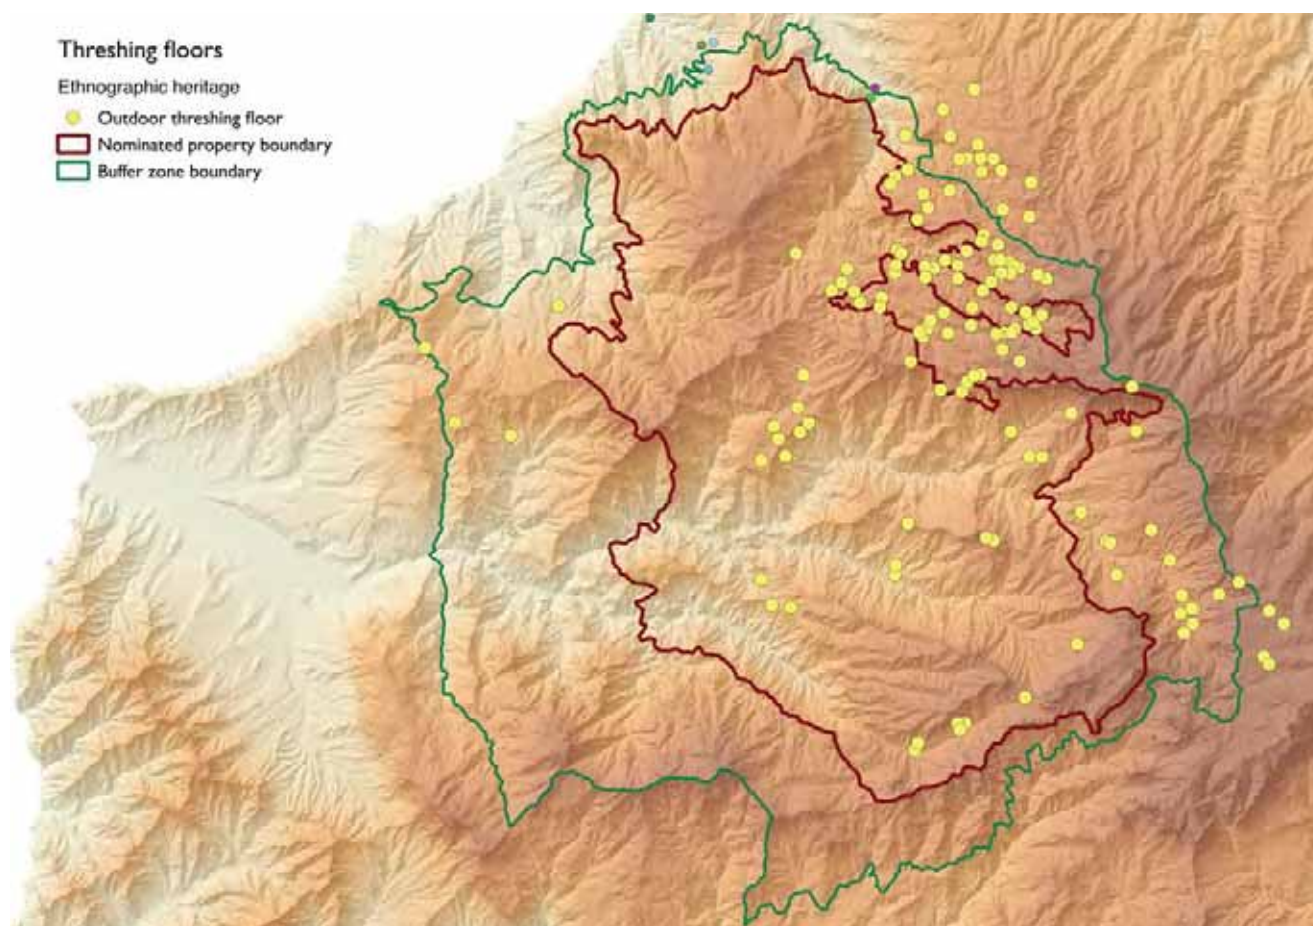 Threshing floors
Ethnographic heritage
Outdoor threshing floor
Nominated property boundary
Buffer zone boundary